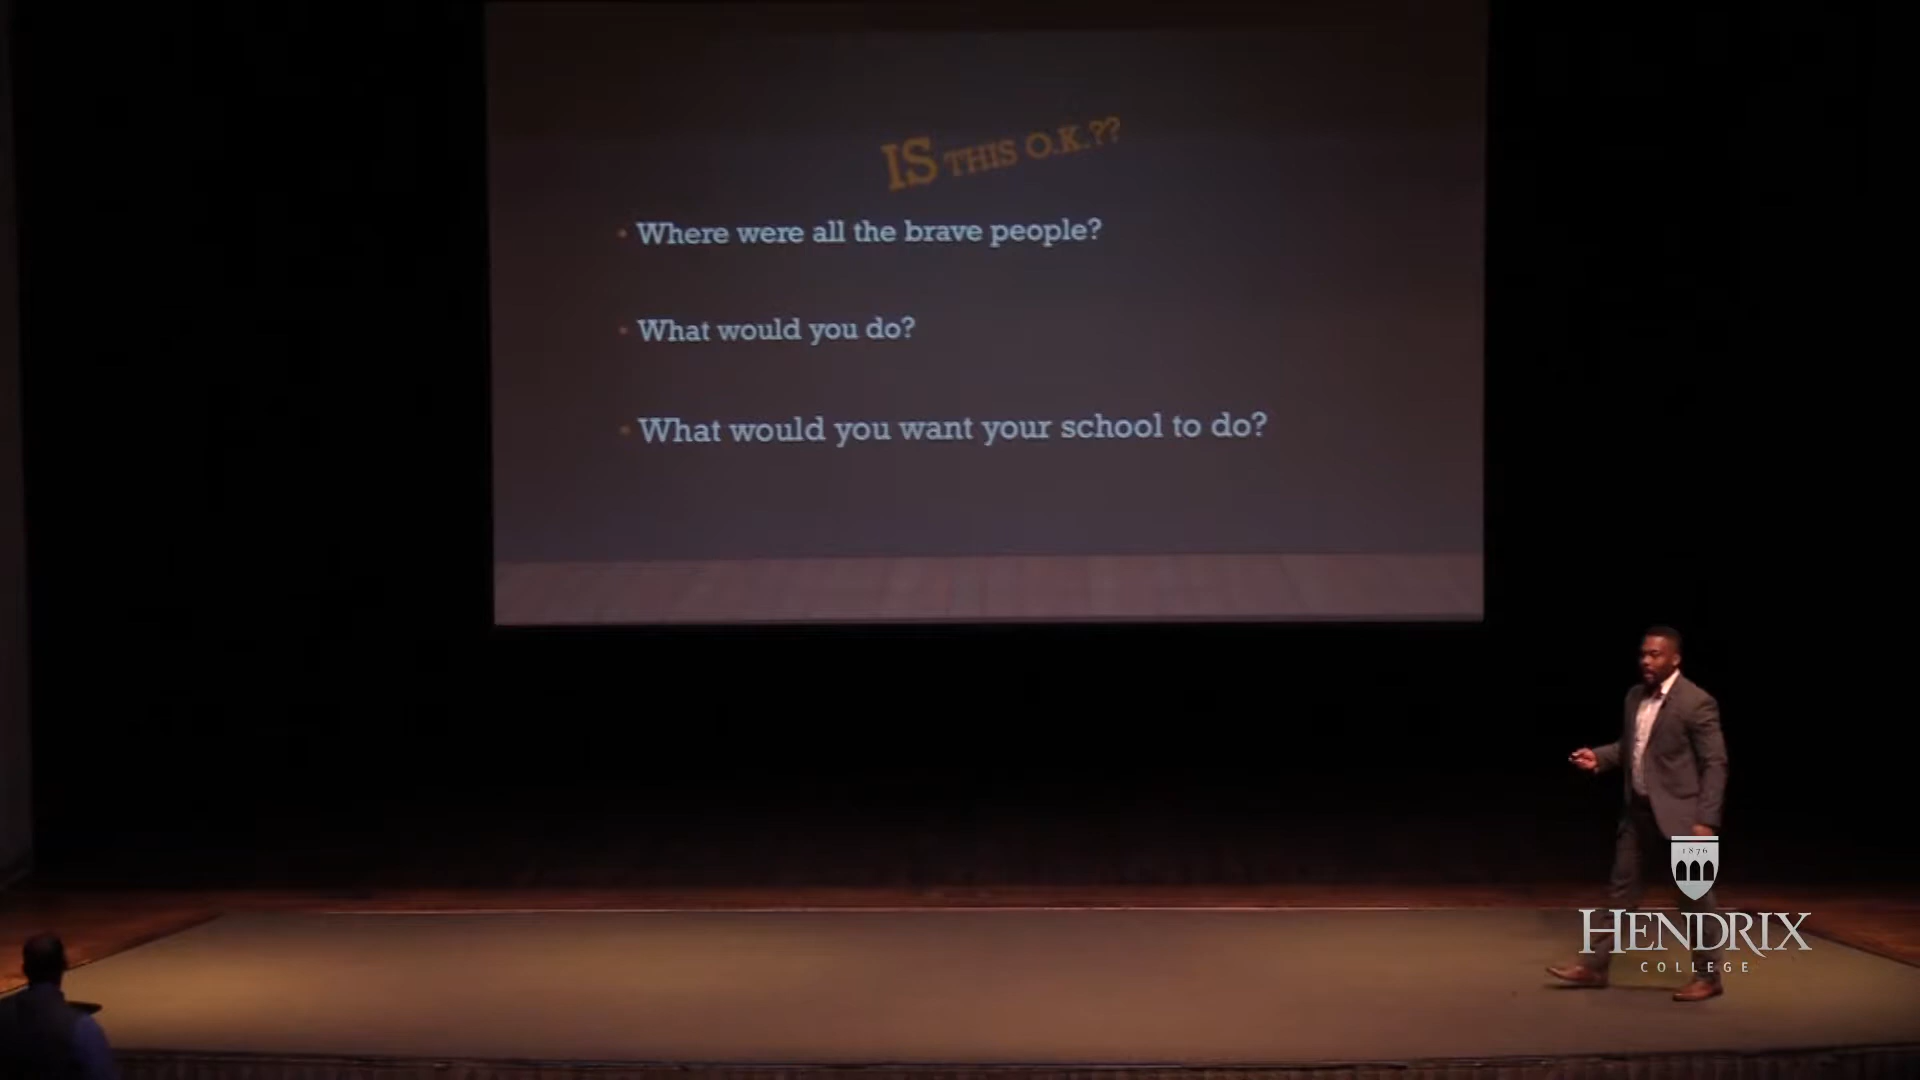 IS THIS O.K.??
• Where were all the brave people?
• What would you do?
• What would you want your school to do?
1876
HENDRIX
COLLEGE